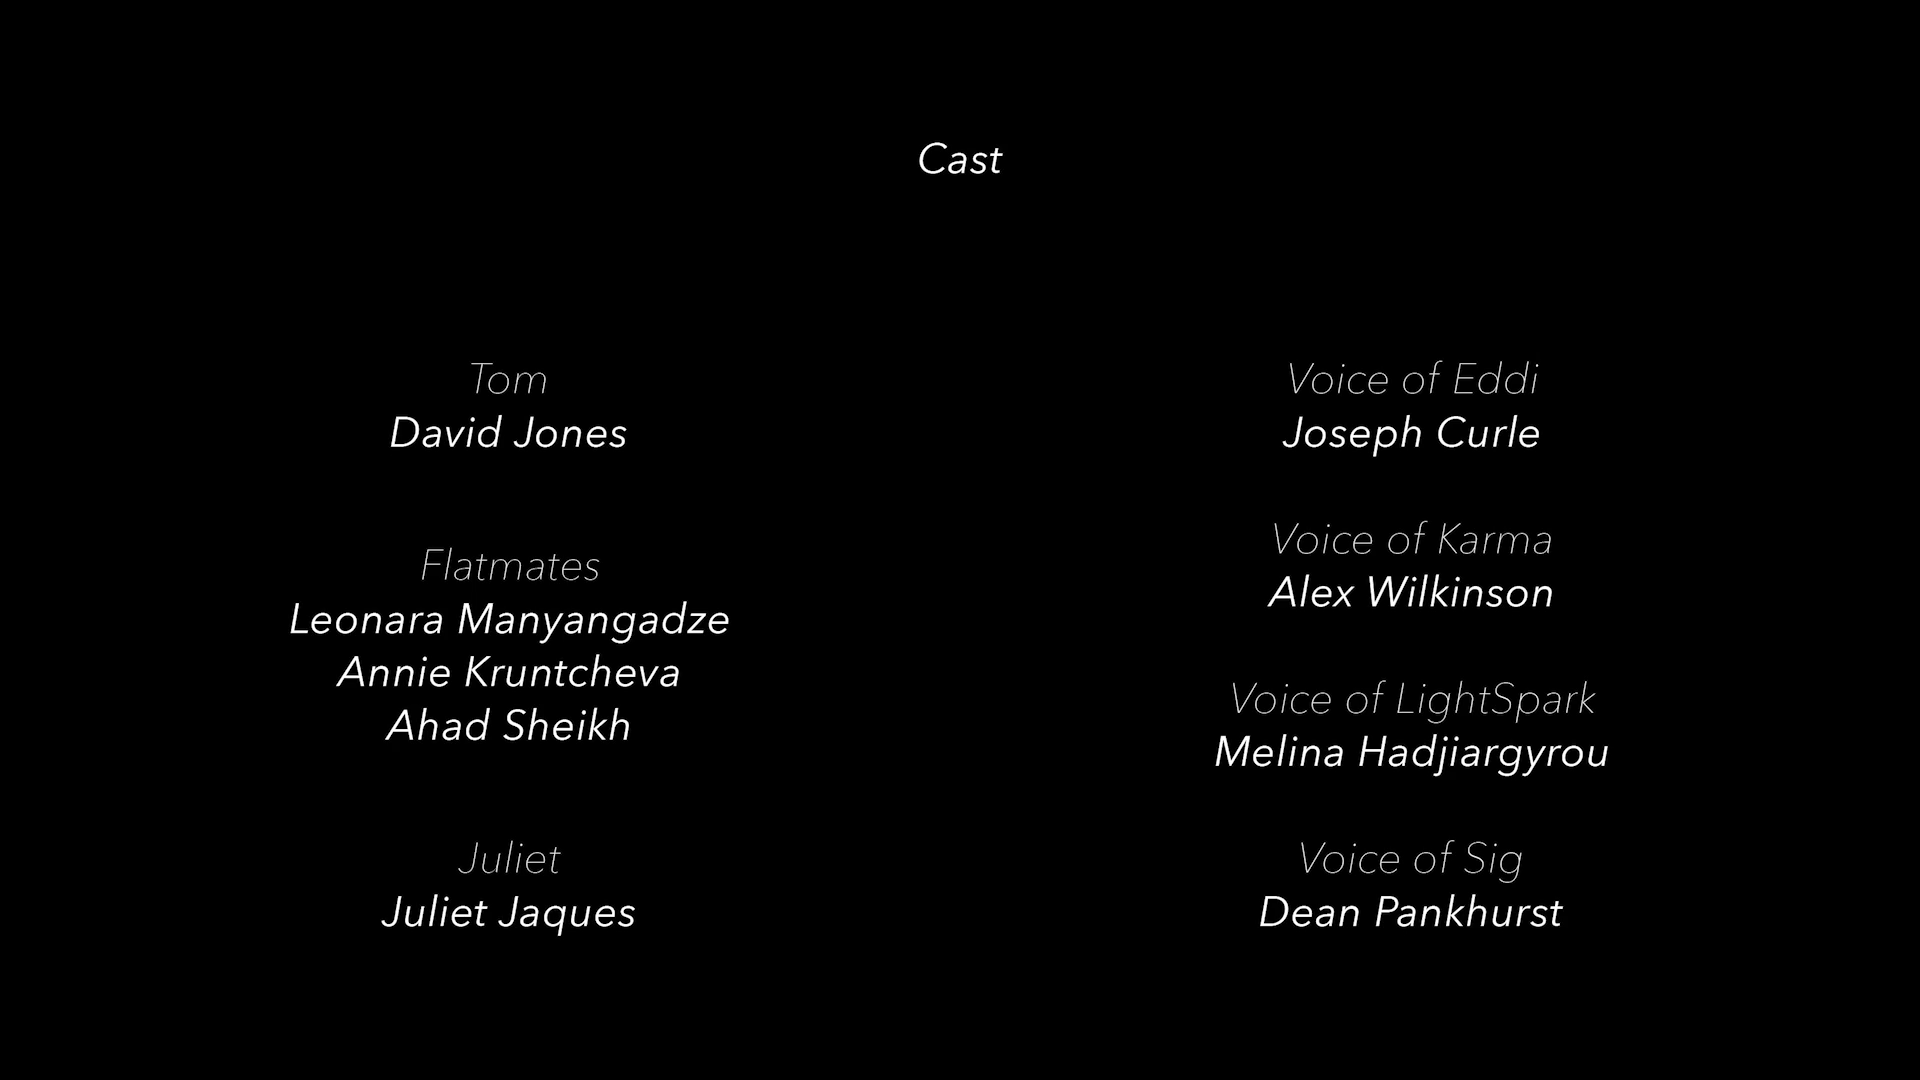 Cast
Tom
David Jones
Flatmates
Leonara Manyangadze
Annie Kruntcheva
Ahad Sheikh
Juliet
Juliet Jaques
Voice of Eddi
Joseph Curle
Voice of Karma
Alex Wilkinson
Voice of LightSpark
Melina Hadjiargyrou
Voice of Sig
Dean Pankhurst